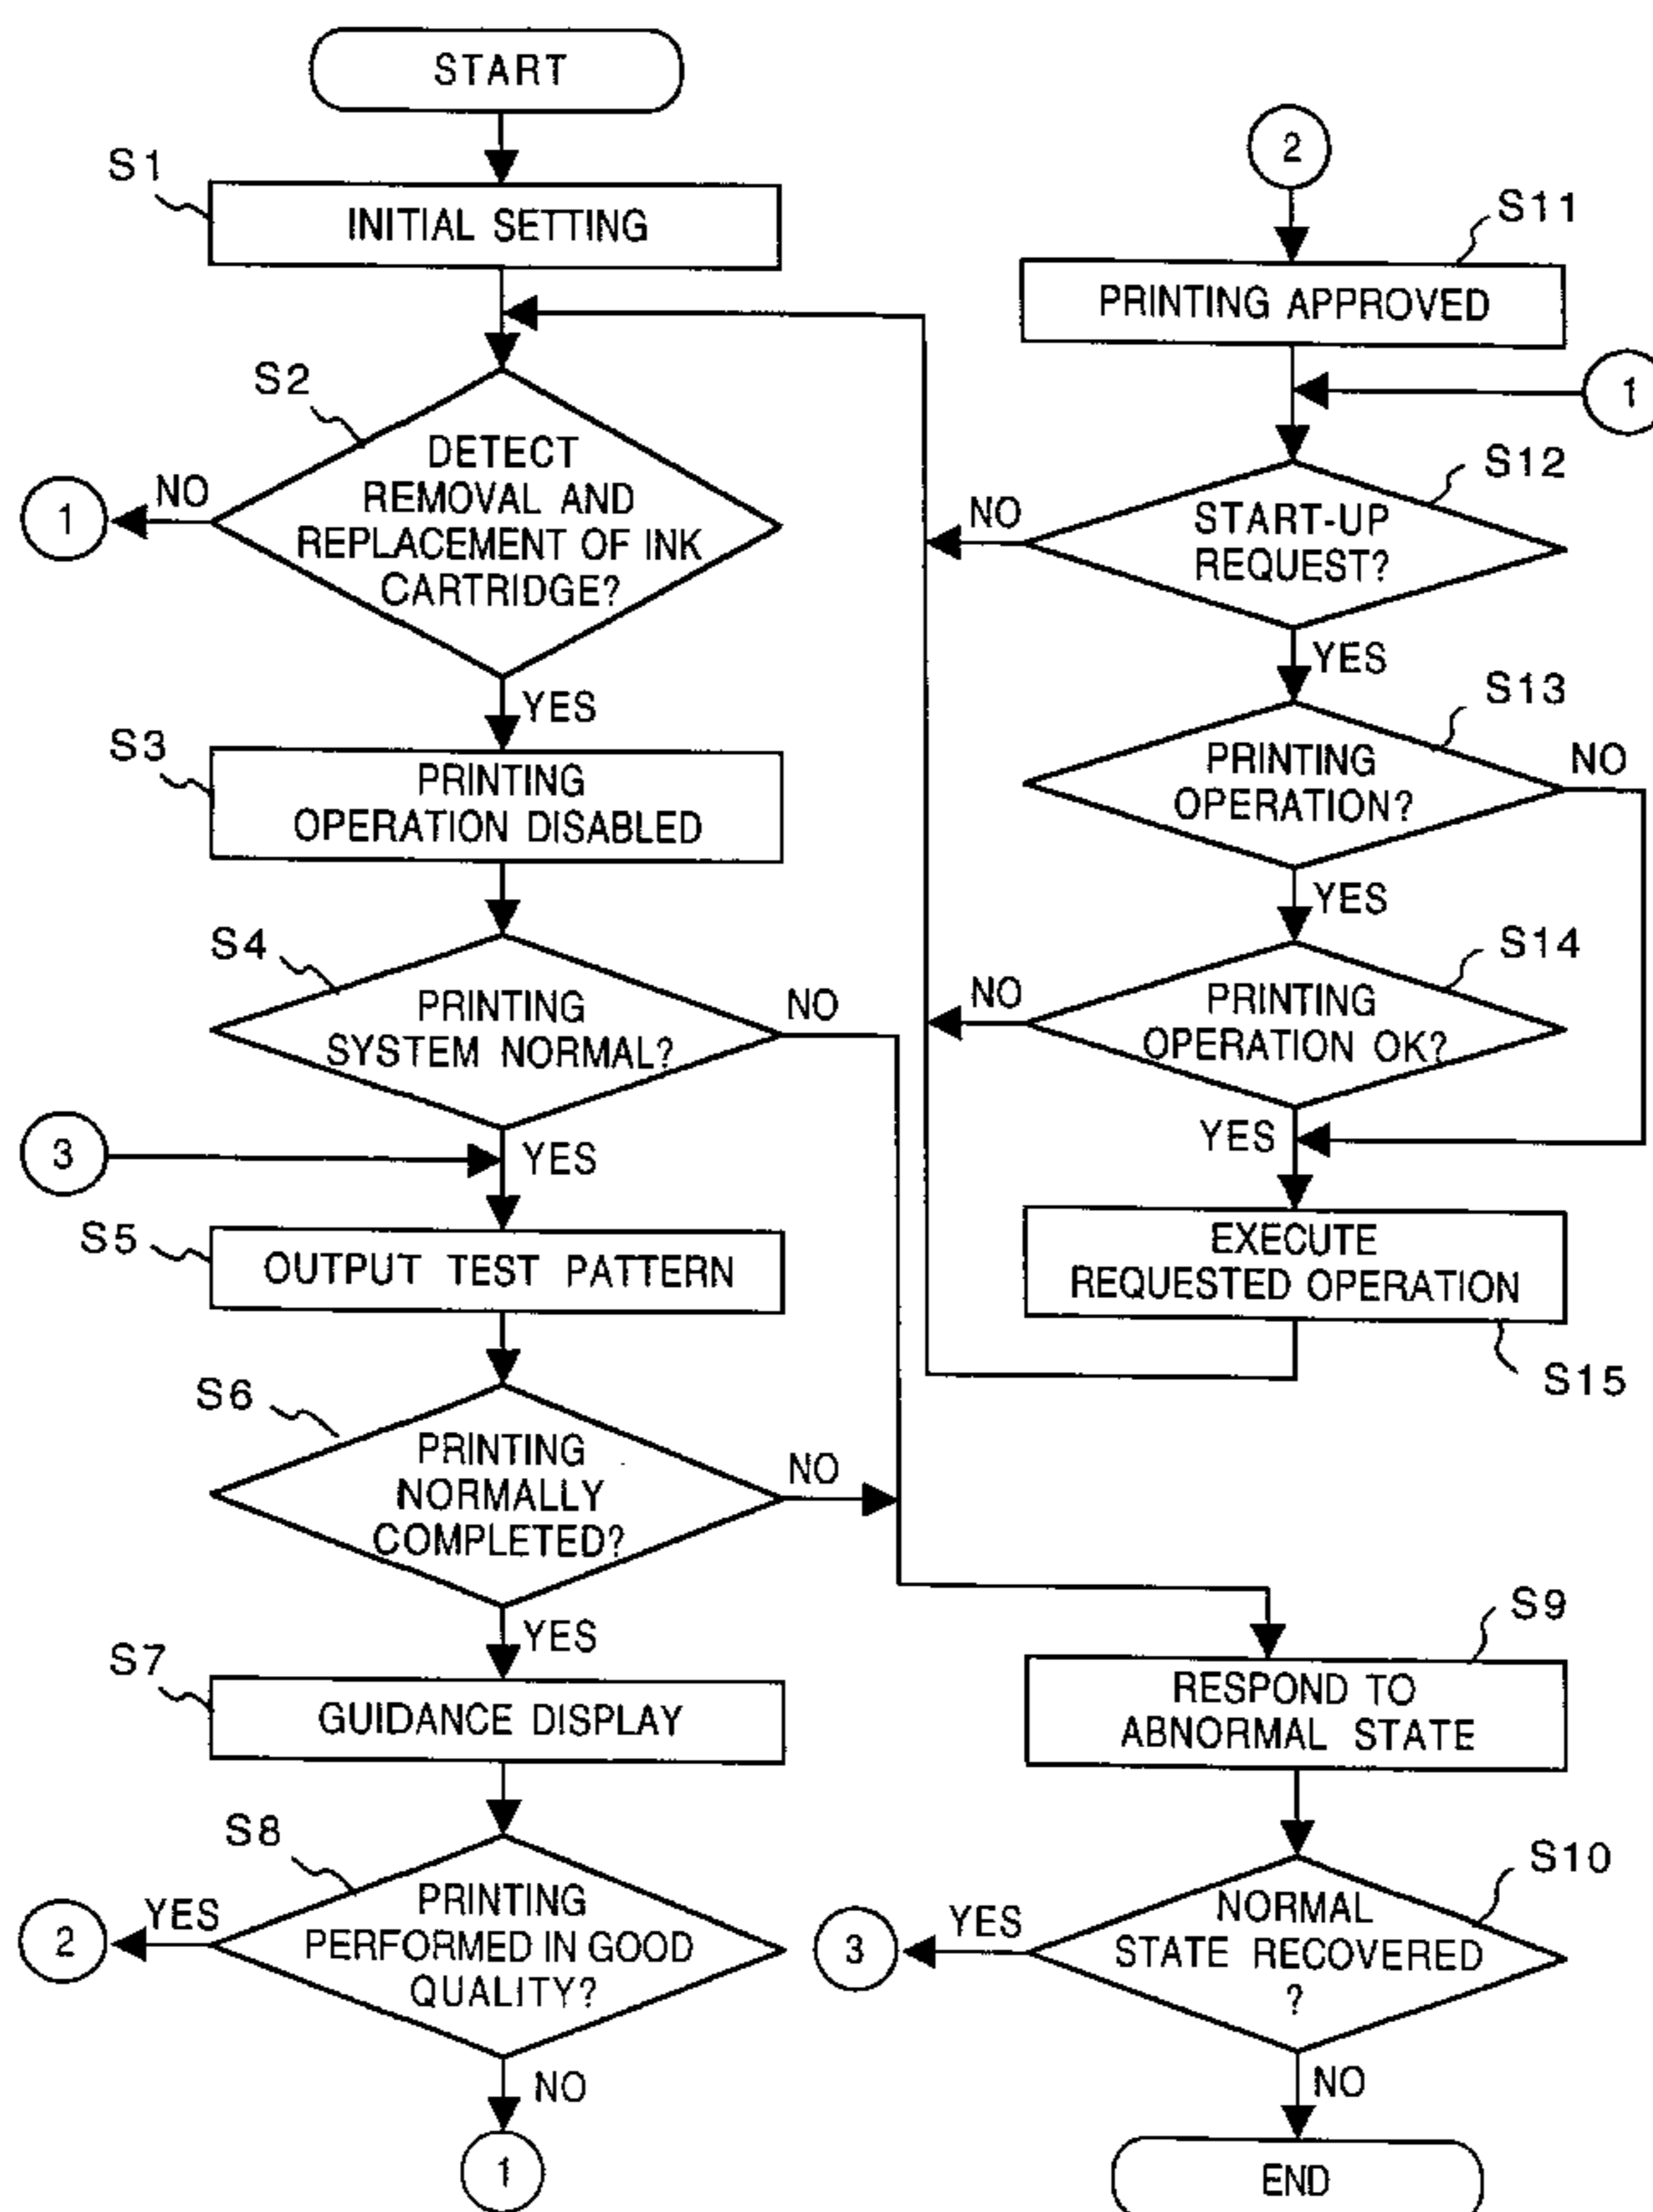 START
S1
INITIAL SETTING
S2
DETECT
REMOVAL AND
REPLACEMENT OF INK
CARTRIDGE?
NO
1
YES
S3
PRINTING
OPERATION DISABLED
S4
PRINTING
SYSTEM NORMAL?
NO
3
YES
S5
OUTPUT TEST PATTERN
S6
PRINTING
NORMALLY
COMPLETED?
NO
YES
S7
GUIDANCE DISPLAY
S8
PRINTING
PERFORMED IN GOOD
QUALITY?
YES
2
NO
1
2
S11
PRINTING APPROVED
1
S12
START-UP
REQUEST?
NO
YES
S13
PRINTING
OPERATION?
NO
YES
S14
PRINTING
OPERATION OK?
NO
YES
EXECUTE
REQUESTED OPERATION
S15
S9
RESPOND TO
ABNORMAL STATE
S10
NORMAL
STATE RECOVERED
?
YES
3
NO
END